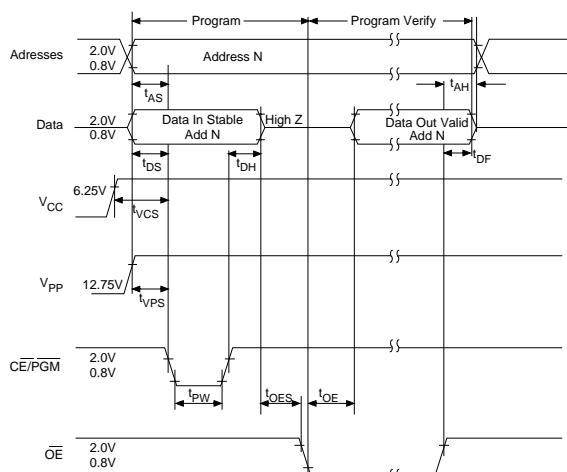 Program
Program Verify
Adresses
2.0V
0.8V
Address N
tAS
tAH
Data
2.0V
0.8V
Data In Stable
Add N
High Z
Data Out Valid
Add N
tDS
tDH
tDF
VCC
6.25V
tVCS
VPP
12.75V
tVPS
CE/PGM
2.0V
0.8V
tPW
tOES
tOE
OE
2.0V
0.8V